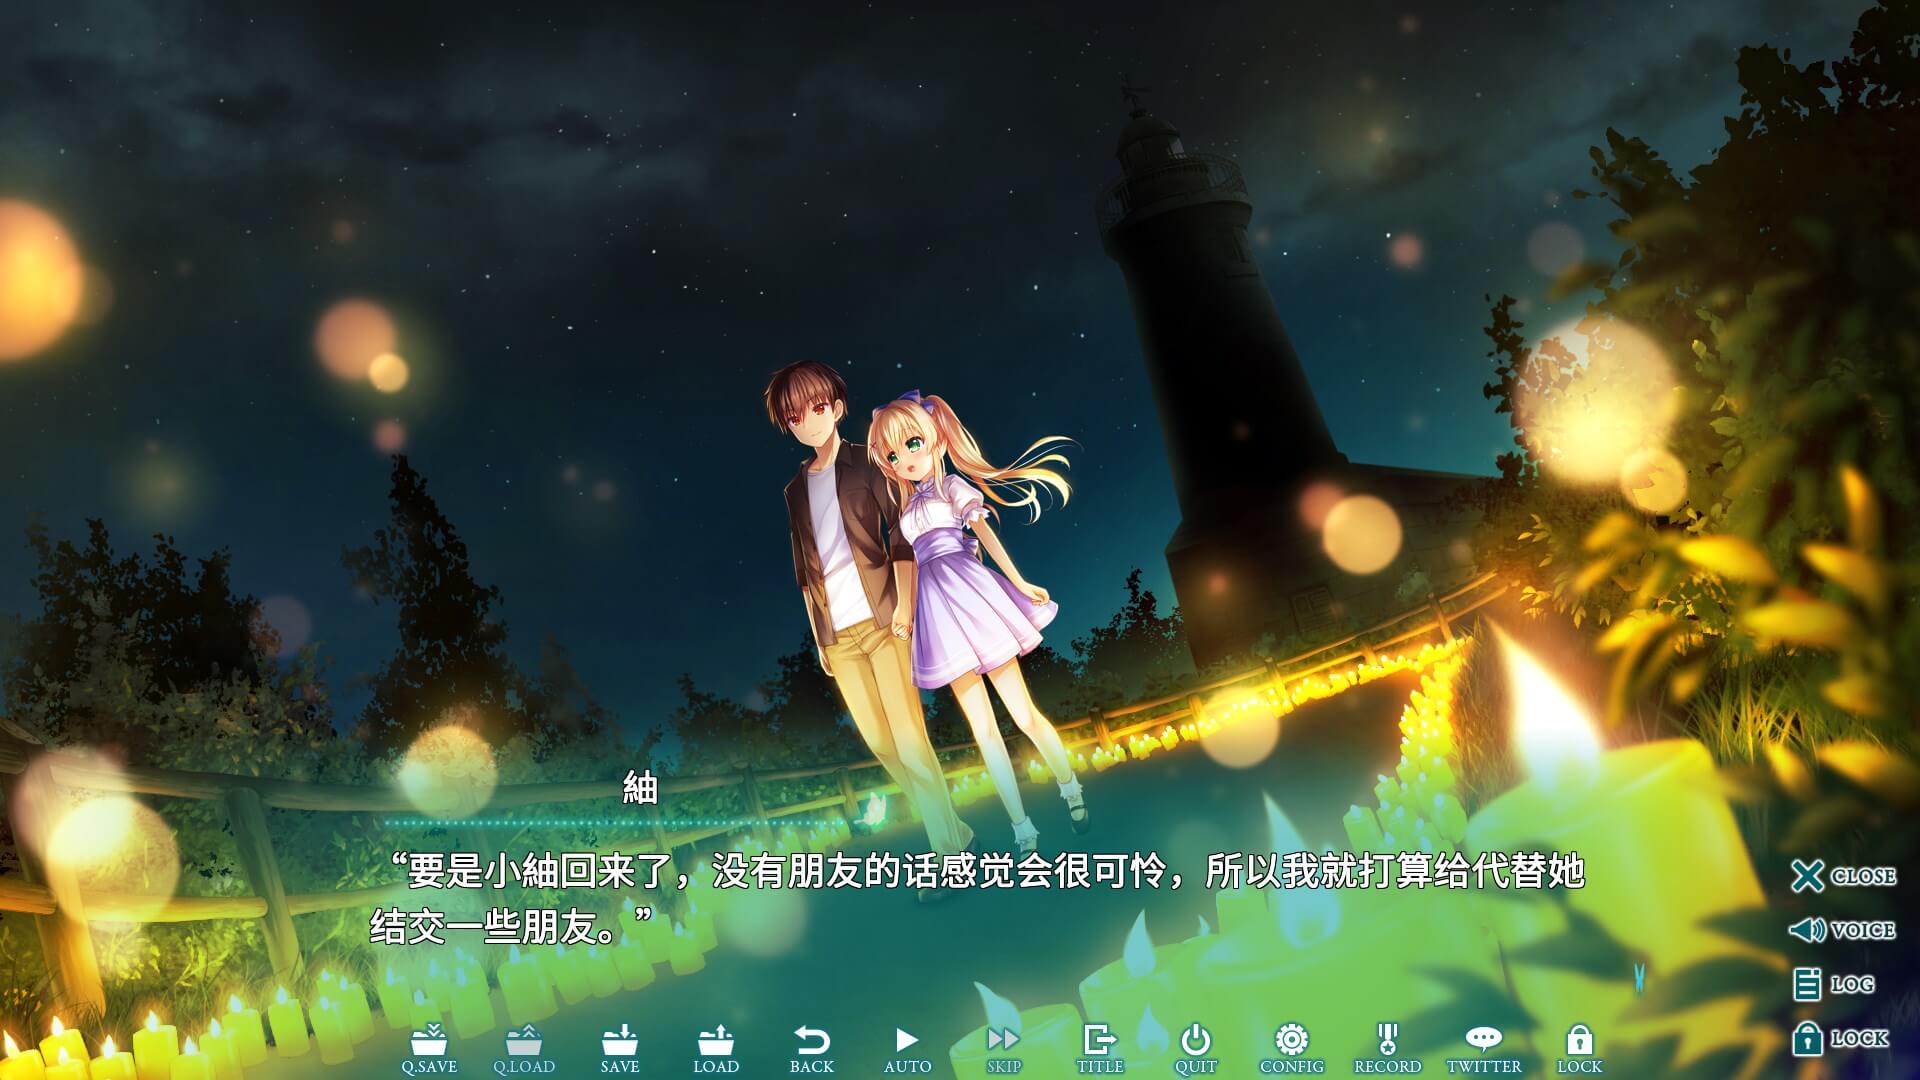 紬
“要是小紬回来了，没有朋友的话感觉会很可怜，所以我就打算给代替她
结交一些朋友。”
CLOSE
VOICE
LOG
LOCK
Q.SAVE Q.LOAD SAVE LOAD BACK AUTO SKIP TITLE QUIT CONFIG RECORD TWITTER LOCK